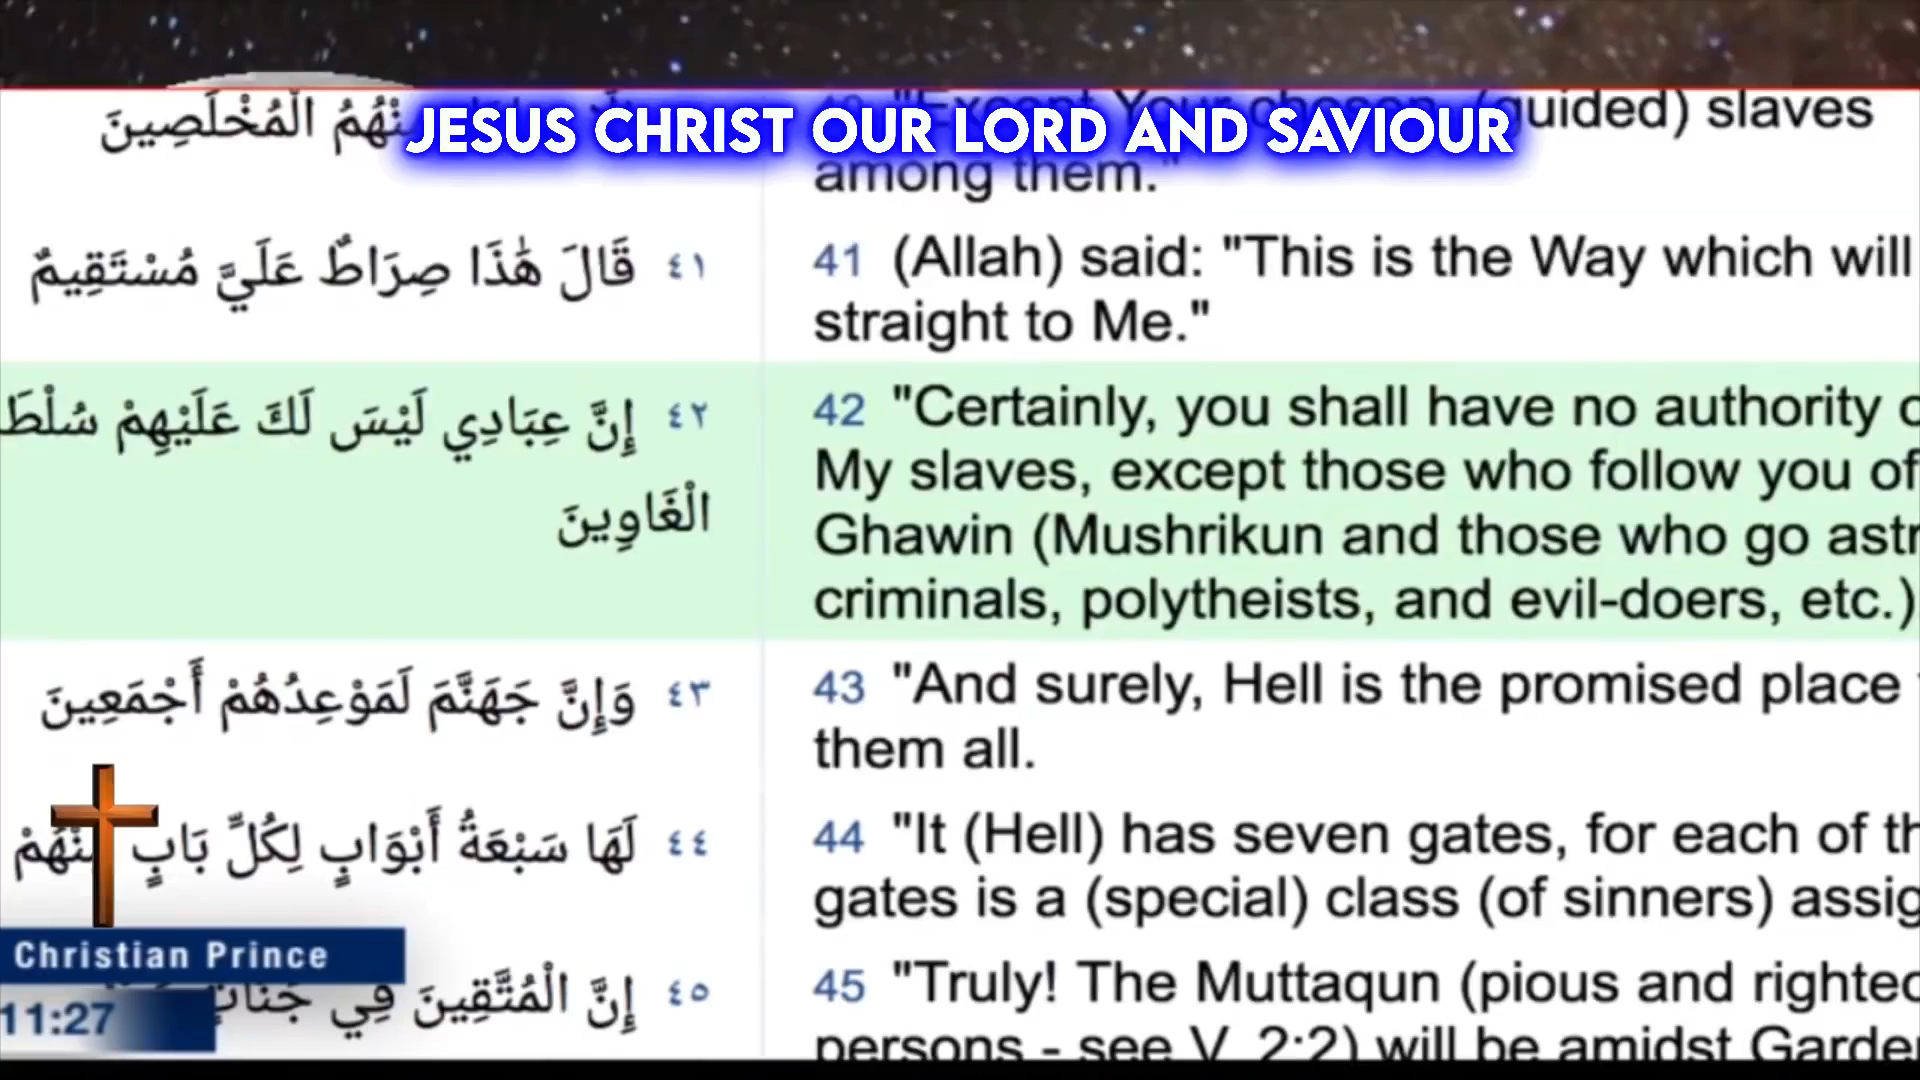 JESUS CHRIST OUR LORD AND SAVIOUR
نْهُمُ الْمُخْلَصِينَ
40 "Except Your chosen, (guided) slaves
among them."
قَالَ هَٰذَا صِرَاطٌ عَلَيَّ مُسْتَقِيمٌ ٤١
41 (Allah) said: "This is the Way which will
straight to Me."
٤٢ إِنَّ عِبَادِي لَيْسَ لَكَ عَلَيْهِمْ سُلْطَ
الْغَاوِينَ
42 "Certainly, you shall have no authority o
My slaves, except those who follow you of
Ghawin (Mushrikun and those who go astr
criminals, polytheists, and evil-doers, etc.)
٤٣ وَإِنَّ جَهَنَّمَ لَمَوْعِدُهُمْ أَجْمَعِينَ
43 "And surely, Hell is the promised place
them all.
٤٤ لَهَا سَبْعَةُ أَبْوَابٍ لِكُلِّ بَابٍ مِنْهُمْ
44 "It (Hell) has seven gates, for each of th
gates is a (special) class (of sinners) assig
٤٥ إِنَّ الْمُتَّقِينَ فِي جَنَّاتٍ
45 "Truly! The Muttaqun (pious and righteo
persons - see V. 2:2) will be amidst Garde
Christian Prince
11:27